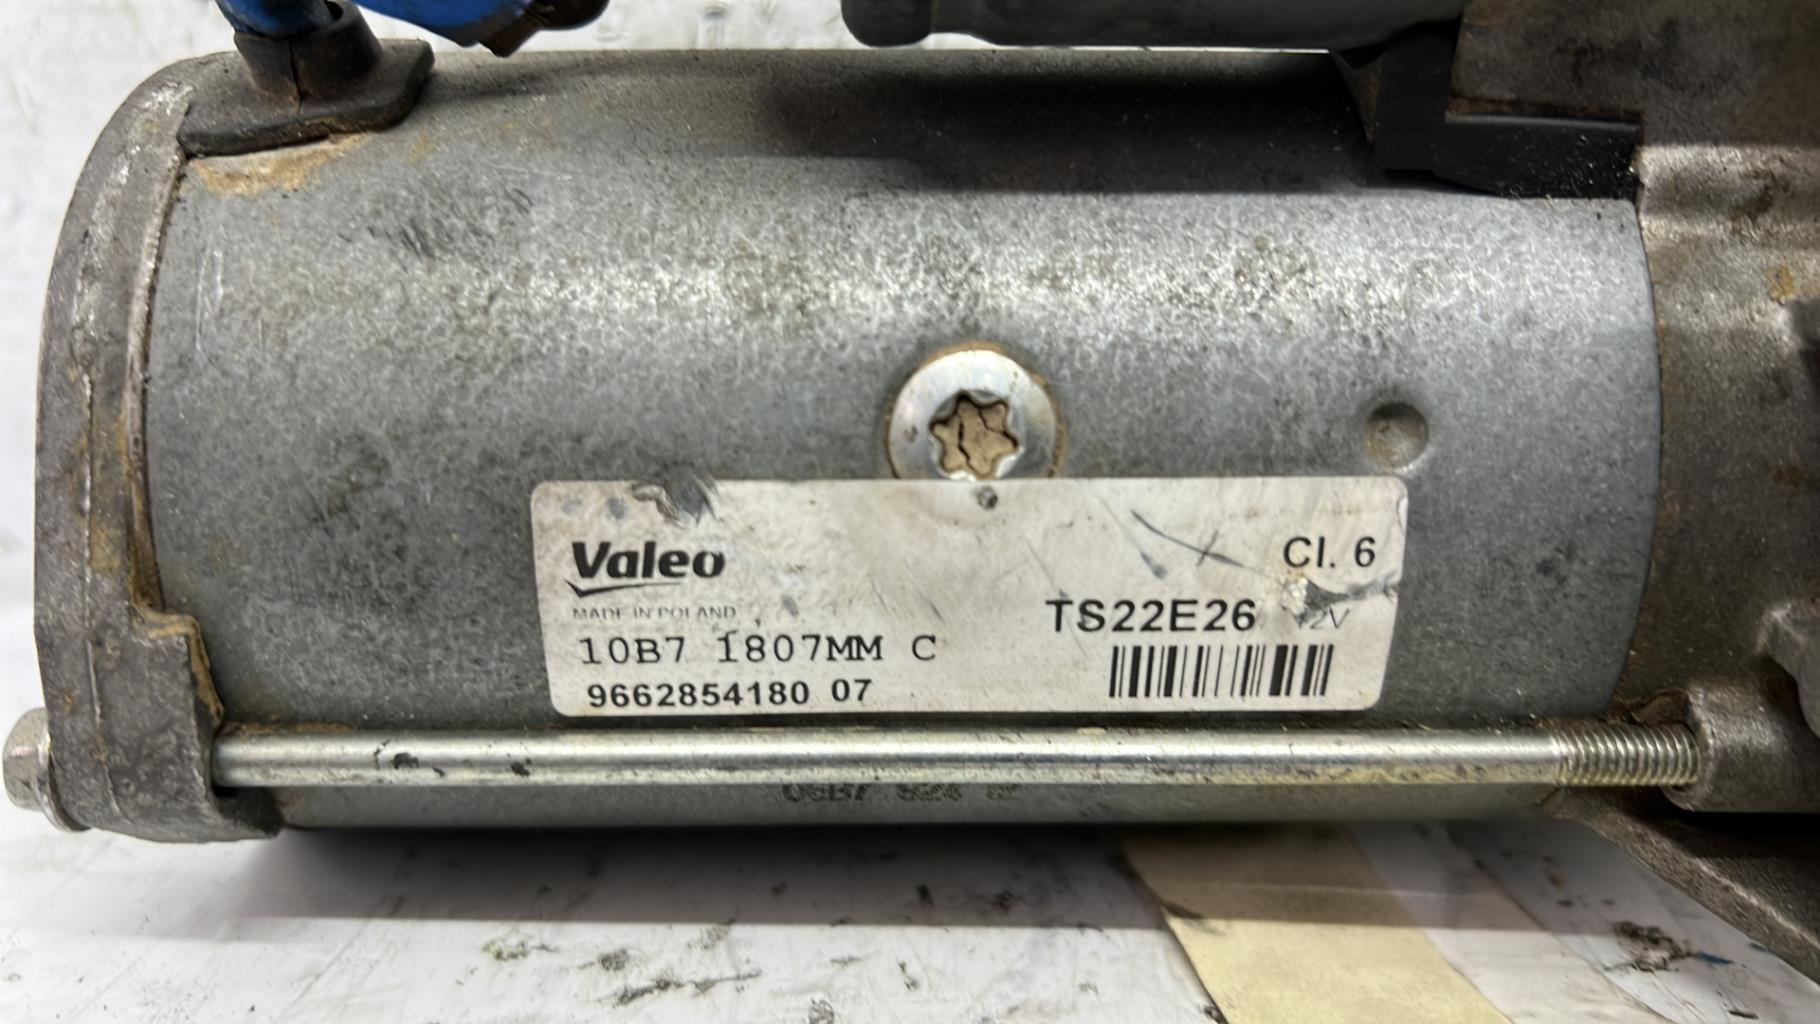 Valeo
Cl. 6
MADE IN POLAND
TS22E26 12V
10B7 1807MM C
9662854180 07